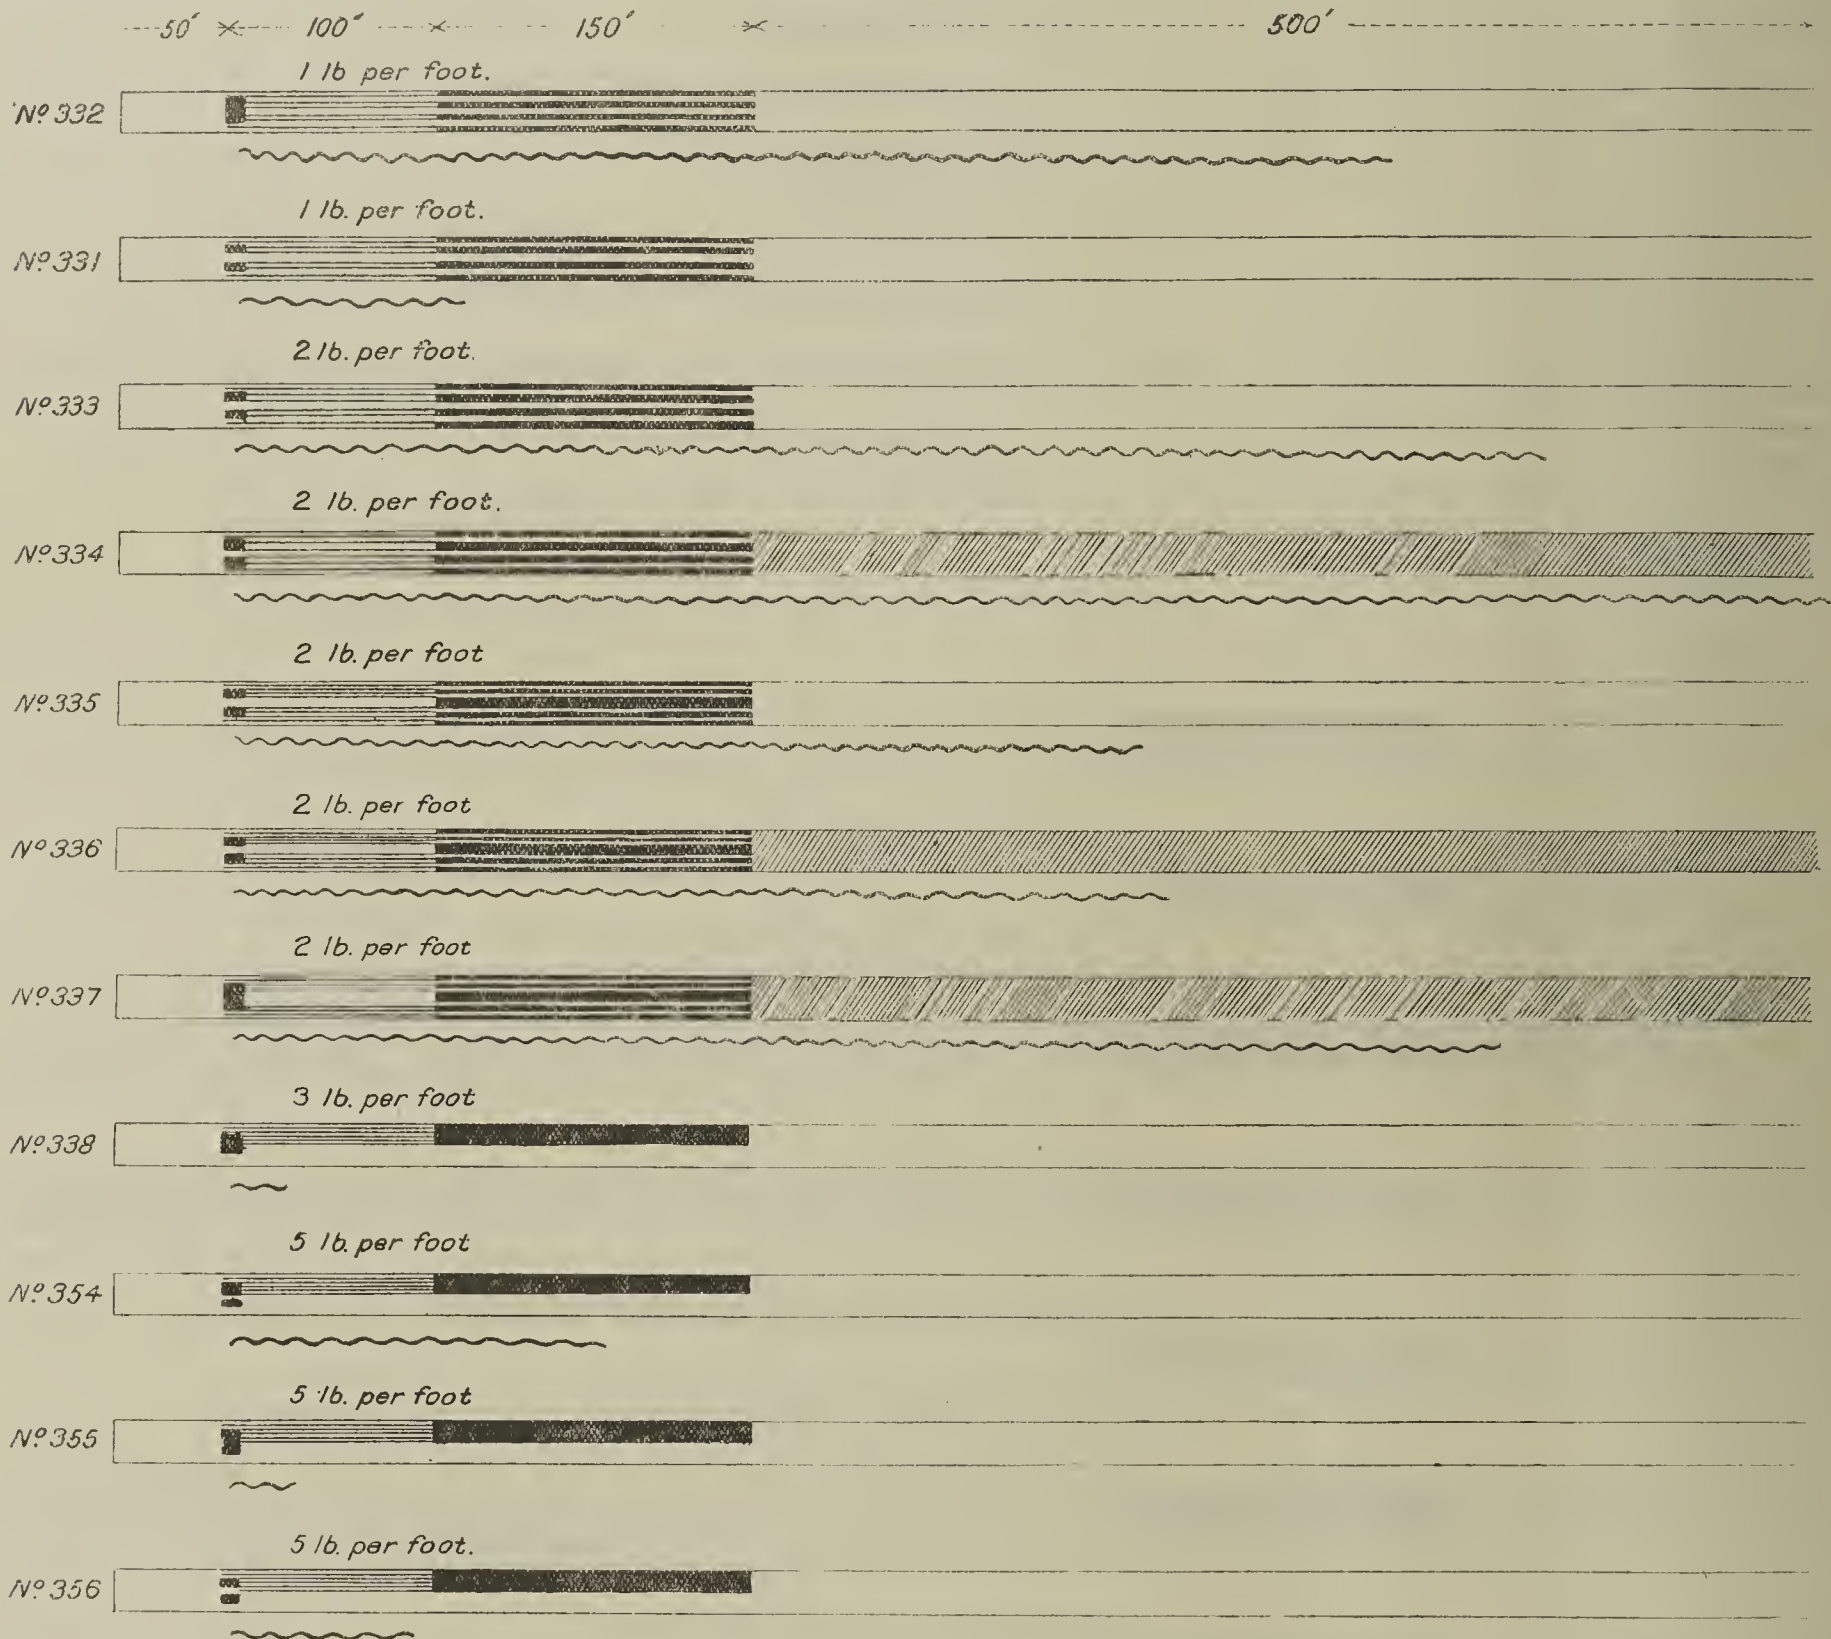 50' 100' 150' 500'
1 lb per foot.
Nº 332
1 lb. per foot.
Nº 331
2 lb. per foot.
Nº 333
2 lb. per foot.
Nº 334
2 lb. per foot
Nº 335
2 lb. per foot
Nº 336
2 lb. per foot
Nº 337
3 lb. per foot
Nº 338
5 lb. per foot
Nº 354
5 lb. per foot
Nº 355
5 lb. per foot.
Nº 356